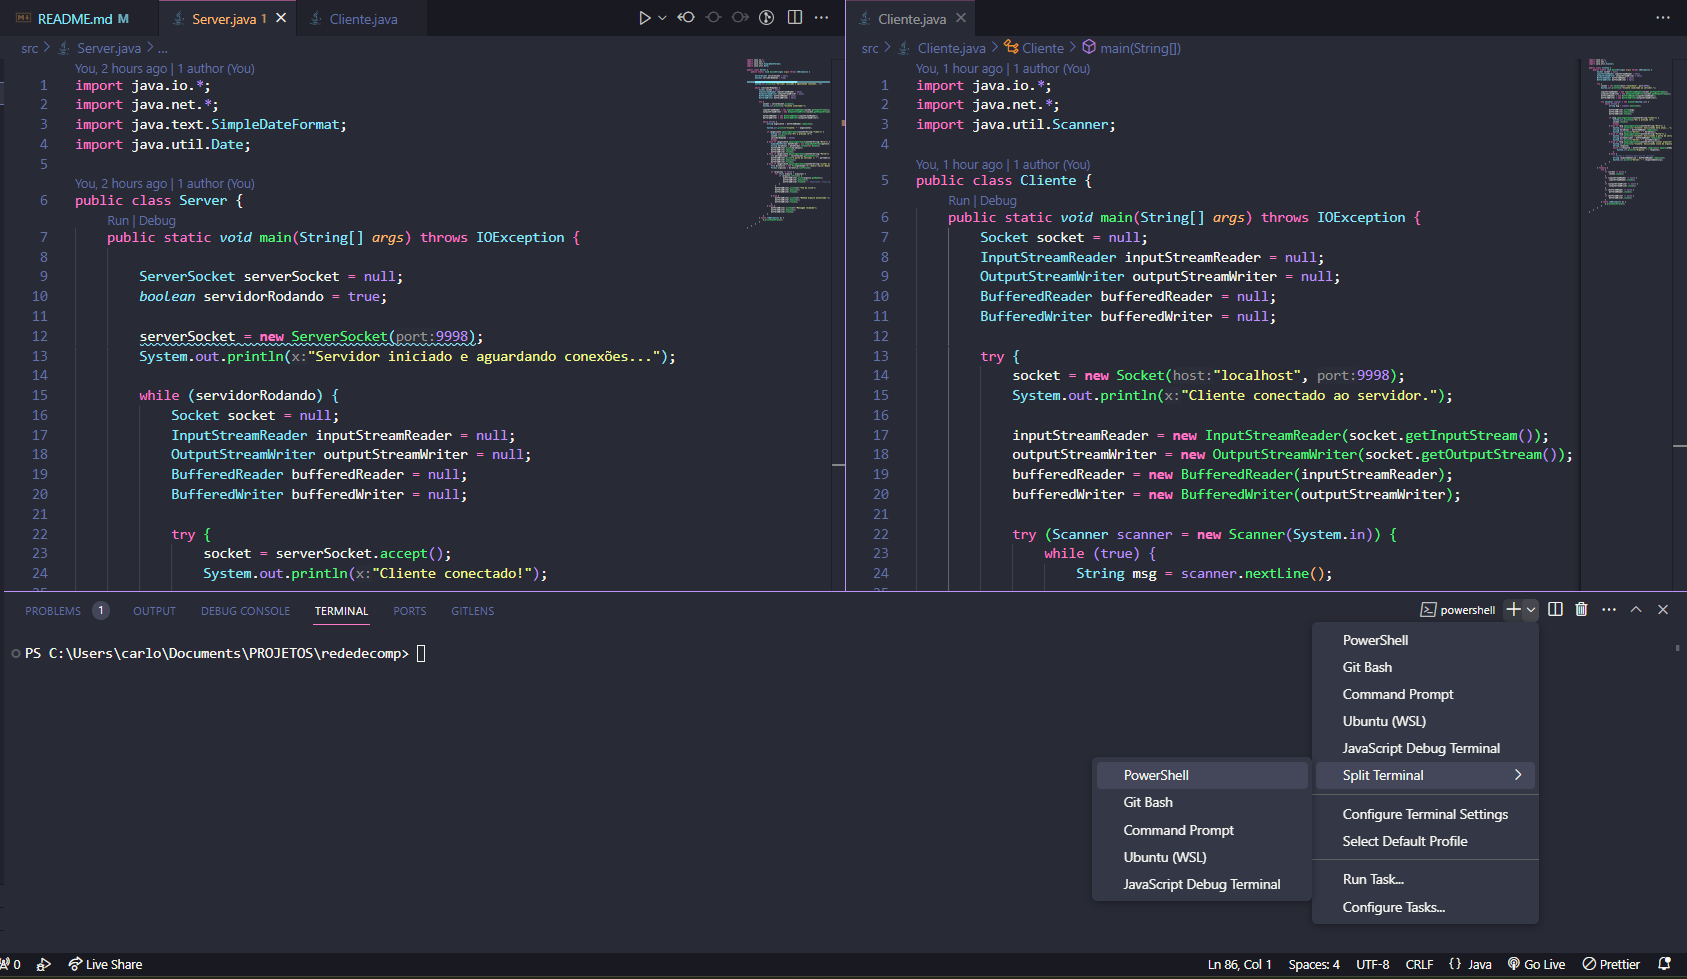 README.md M
Server.java 1
Cliente.java
src > Server.java > ...
You, 2 hours ago | 1 author (You)
1 import java.io.*;
2 import java.net.*;
3 import java.text.SimpleDateFormat;
4 import java.util.Date;
5
You, 2 hours ago | 1 author (You)
6 public class Server {
Run | Debug
7 public static void main(String[] args) throws IOException {
8
9 ServerSocket serverSocket = null;
10 boolean servidorRodando = true;
11
12 serverSocket = new ServerSocket(port:9998);
13 System.out.println(x:"Servidor iniciado e aguardando conexões...");
14
15 while (servidorRodando) {
16 Socket socket = null;
17 InputStreamReader inputStreamReader = null;
18 OutputStreamWriter outputStreamWriter = null;
19 BufferedReader bufferedReader = null;
20 BufferedWriter bufferedWriter = null;
21
22 try {
23 socket = serverSocket.accept();
24 System.out.println(x:"Cliente conectado!");
Cliente.java
src > Cliente.java > Cliente > main(String[])
You, 1 hour ago | 1 author (You)
1 import java.io.*;
2 import java.net.*;
3 import java.util.Scanner;
4
You, 1 hour ago | 1 author (You)
5 public class Cliente {
Run | Debug
6 public static void main(String[] args) throws IOException {
7 Socket socket = null;
8 InputStreamReader inputStreamReader = null;
9 OutputStreamWriter outputStreamWriter = null;
10 BufferedReader bufferedReader = null;
11 BufferedWriter bufferedWriter = null;
12
13 try {
14 socket = new Socket(host:"localhost", port:9998);
15 System.out.println(x:"Cliente conectado ao servidor.");
16
17 inputStreamReader = new InputStreamReader(socket.getInputStream());
18 outputStreamWriter = new OutputStreamWriter(socket.getOutputStream());
19 bufferedReader = new BufferedReader(inputStreamReader);
20 bufferedWriter = new BufferedWriter(outputStreamWriter);
21
22 try (Scanner scanner = new Scanner(System.in)) {
23 while (true) {
24 String msg = scanner.nextLine();
PROBLEMS 1 OUTPUT DEBUG CONSOLE TERMINAL PORTS GITLENS
powershell
PS C:\Users\carlo\Documents\PROJETOS\rededecomp>
PowerShell
Git Bash
Command Prompt
Ubuntu (WSL)
JavaScript Debug Terminal
Split Terminal
Configure Terminal Settings
Select Default Profile
Run Task...
Configure Tasks...
PowerShell
Git Bash
Command Prompt
Ubuntu (WSL)
JavaScript Debug Terminal
0 Live Share
Ln 86, Col 1 Spaces: 4 UTF-8 CRLF {} Java Go Live Prettier